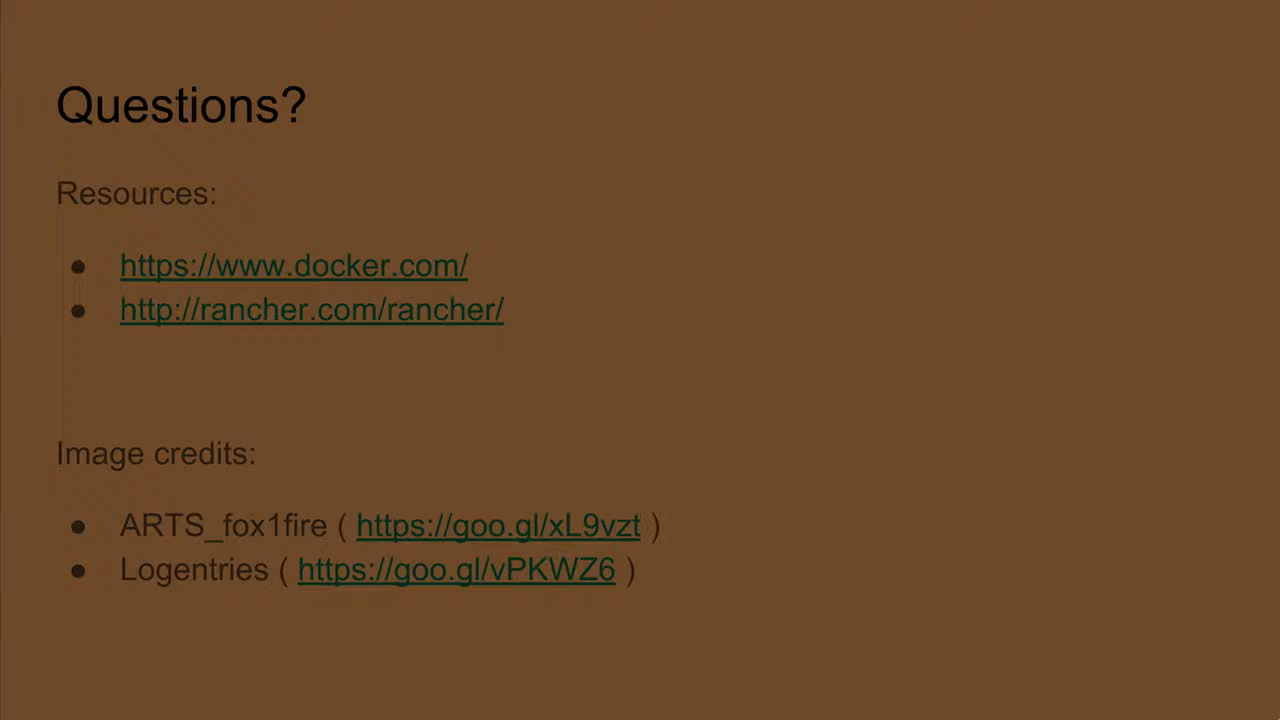 Questions?
Resources:
● https://www.docker.com/
● http://rancher.com/rancher/
Image credits:
● ARTS_fox1fire ( https://goo.gl/xL9vzt )
● Logentries ( https://goo.gl/vPKWZ6 )